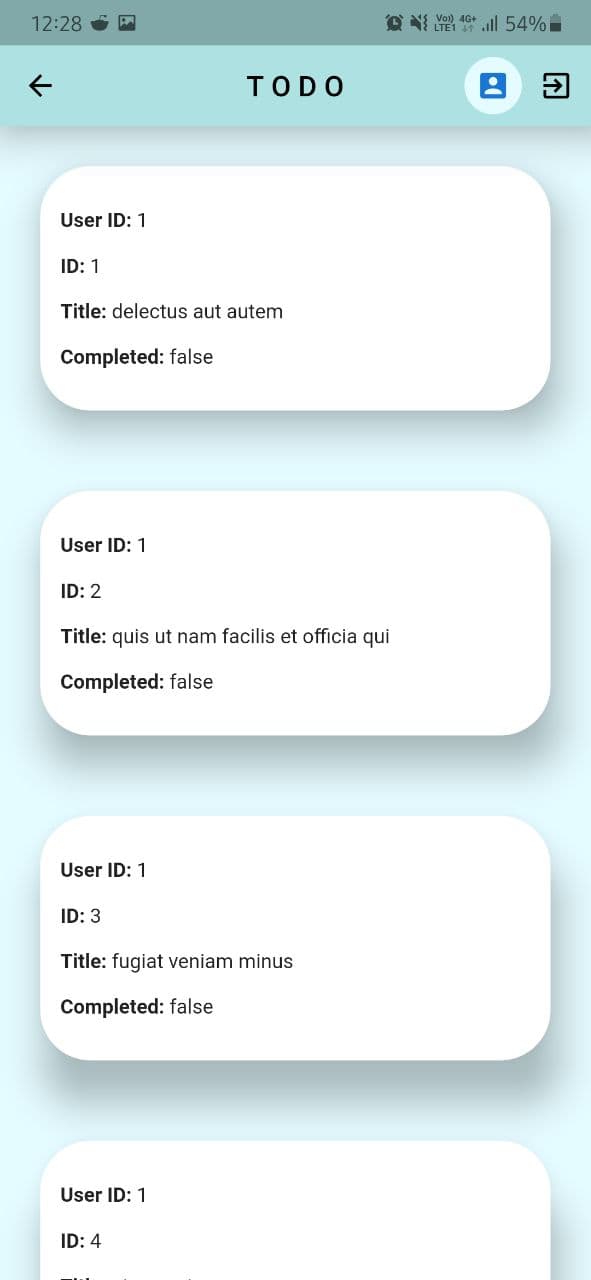 12:28 Vo)) 4G+ LTE1 54%
TODO
User ID: 1
ID: 1
Title: delectus aut autem
Completed: false
User ID: 1
ID: 2
Title: quis ut nam facilis et officia qui
Completed: false
User ID: 1
ID: 3
Title: fugiat veniam minus
Completed: false
User ID: 1
ID: 4